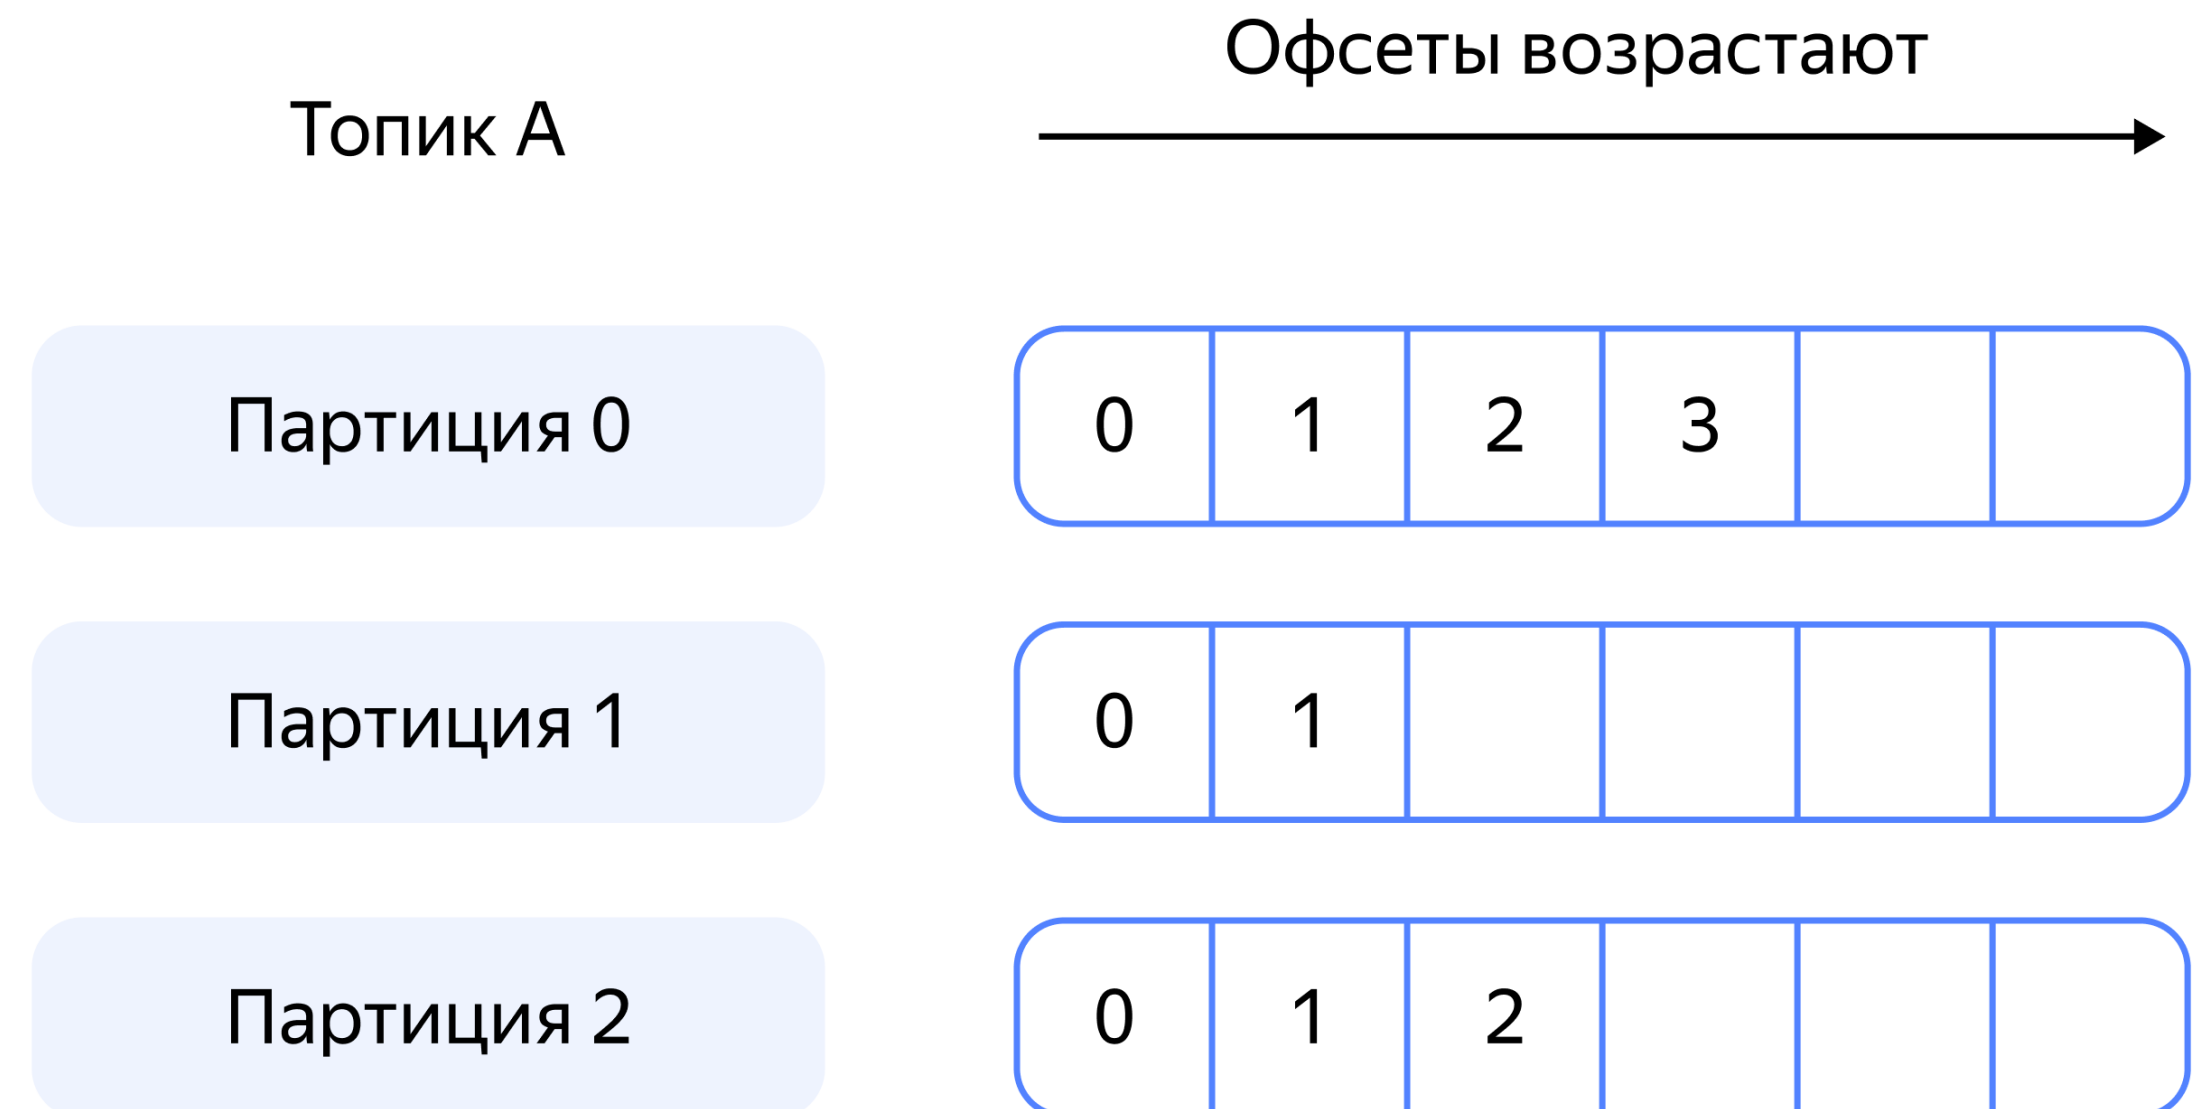 Офсеты возрастают
Топик А
Партиция 0
0 1 2 3
Партиция 1
0 1
Партиция 2
0 1 2